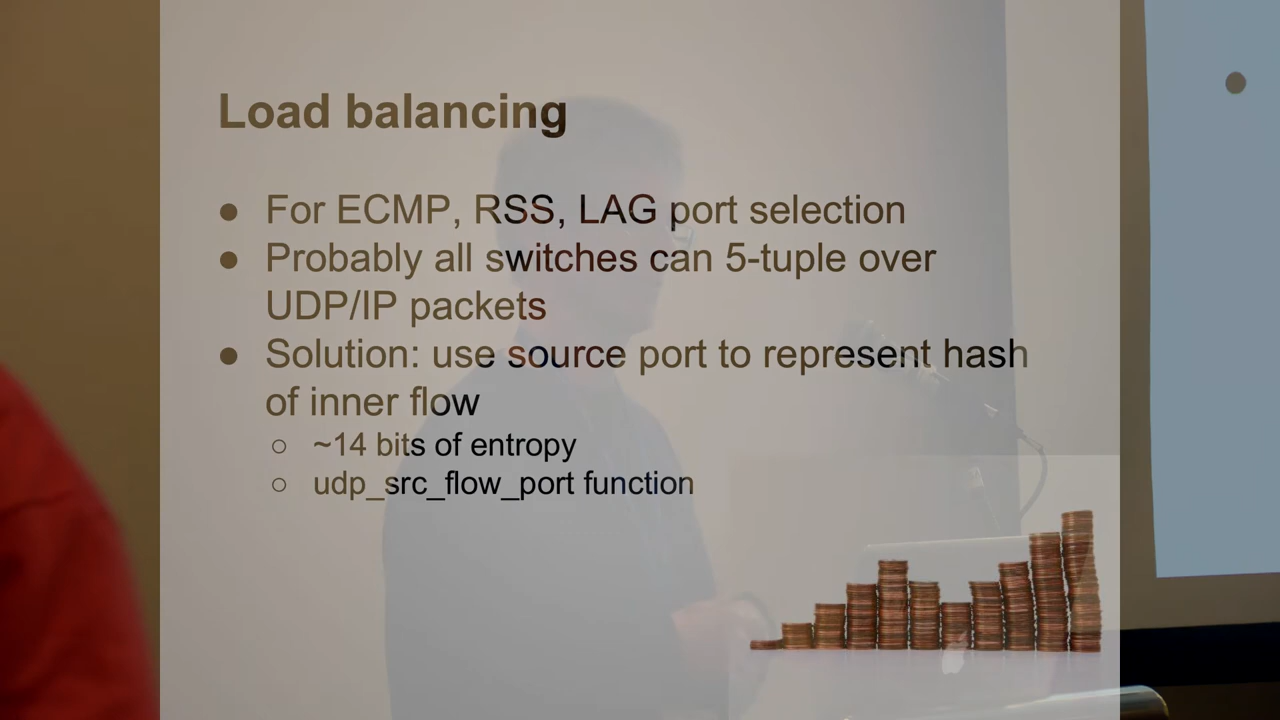 Load balancing
● For ECMP, RSS, LAG port selection
● Probably all switches can 5-tuple over
UDP/IP packets
● Solution: use source port to represent hash
of inner flow
○ ~14 bits of entropy
○ udp_src_flow_port function